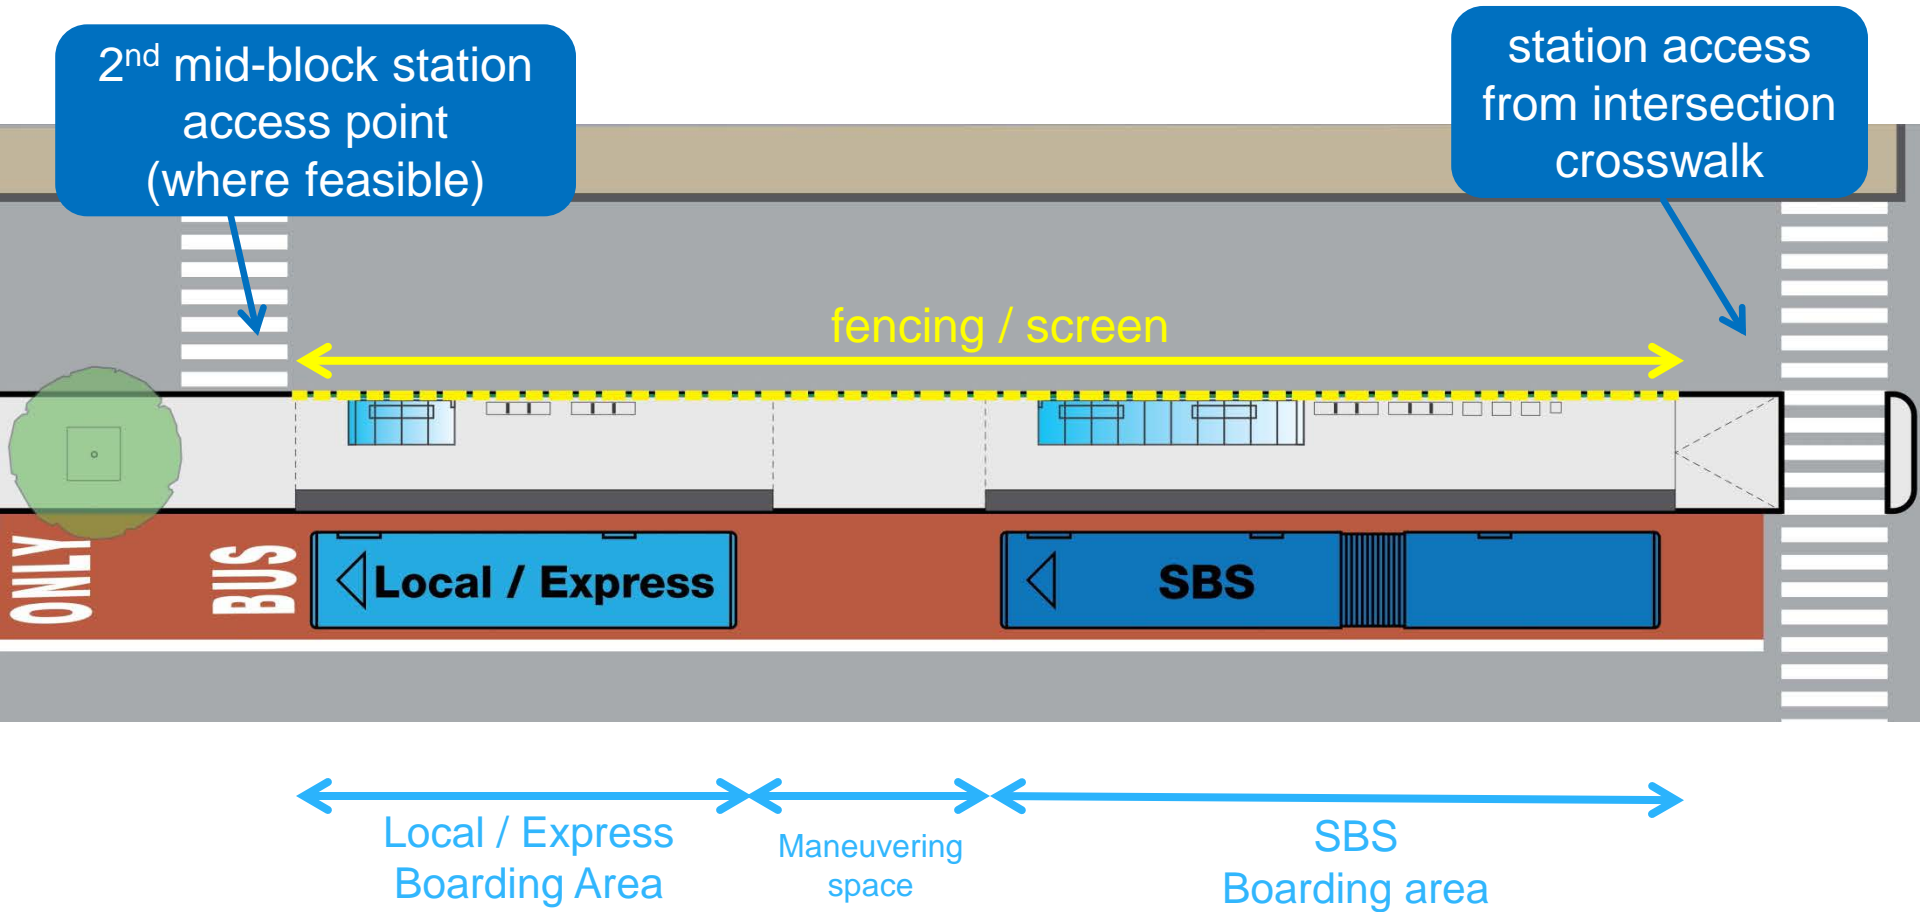 2nd mid-block station
access point
(where feasible)
station access
from intersection
crosswalk
fencing / screen
ONLY
BUS
Local / Express
SBS
Local / Express
Boarding Area
Maneuvering
space
SBS
Boarding area